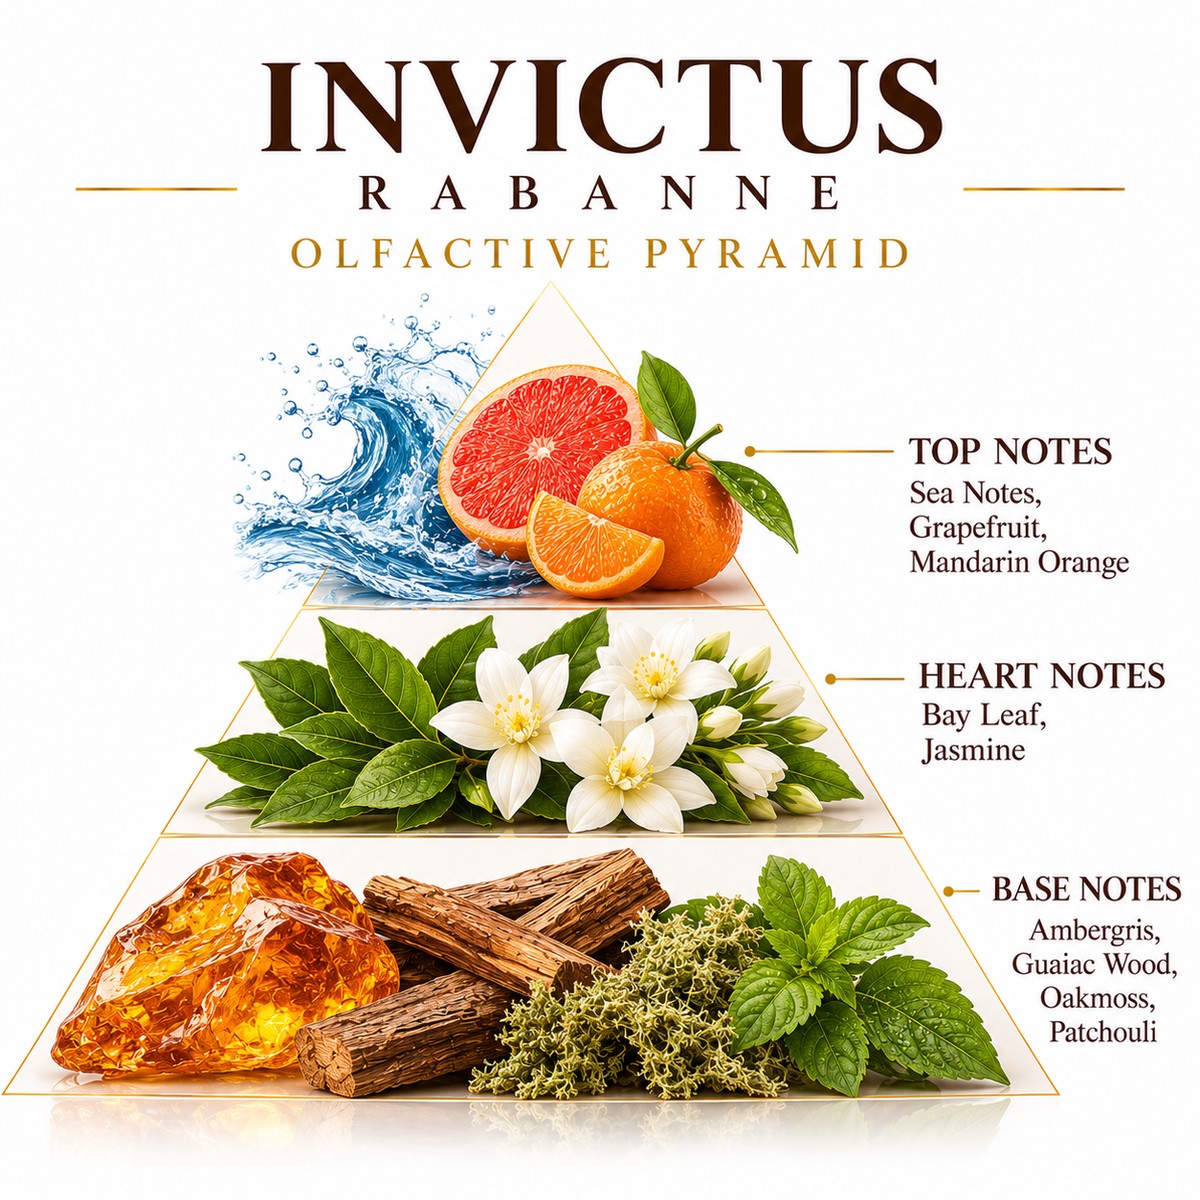 INVICTUS
RABANNE
OLFACTIVE PYRAMID
TOP NOTES
Sea Notes,
Grapefruit,
Mandarin Orange
HEART NOTES
Bay Leaf,
Jasmine
BASE NOTES
Ambergris,
Guaiac Wood,
Oakmoss,
Patchouli